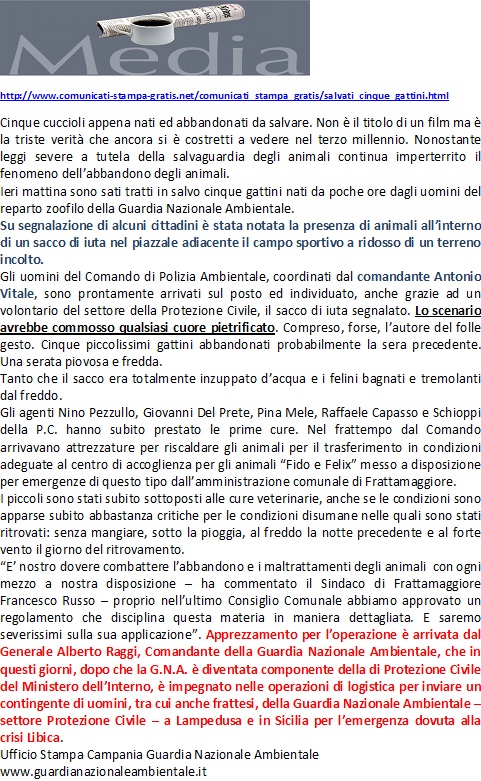 Media
http://www.comunicati-stampa-gratis.net/comunicati_stampa_gratis/salvati_cinque_gattini.html
Cinque cuccioli appena nati ed abbandonati da salvare. Non è il titolo di un film ma è
la triste verità che ancora si è costretti a vedere nel terzo millennio. Nonostante
leggi severe a tutela della salvaguardia degli animali continua imperterrito il
fenomeno dell’abbandono degli animali.
Ieri mattina sono sati tratti in salvo cinque gattini nati da poche ore dagli uomini del
reparto zoofilo della Guardia Nazionale Ambientale.
Su segnalazione di alcuni cittadini è stata notata la presenza di animali all’interno
di un sacco di iuta nel piazzale adiacente il campo sportivo a ridosso di un terreno
incolto.
Gli uomini del Comando di Polizia Ambientale, coordinati dal comandante Antonio
Vitale, sono prontamente arrivati sul posto ed individuato, anche grazie ad un
volontario del settore della Protezione Civile, il sacco di iuta segnalato. Lo scenario
avrebbe commosso qualsiasi cuore pietrificato. Compreso, forse, l’autore del folle
gesto. Cinque piccolissimi gattini abbandonati probabilmente la sera precedente.
Una serata piovosa e fredda.
Tanto che il sacco era totalmente inzuppato d’acqua e i felini bagnati e tremolanti
dal freddo.
Gli agenti Nino Pezzullo, Giovanni Del Prete, Pina Mele, Raffaele Capasso e Schioppi
della P.C. hanno subito prestato le prime cure. Nel frattempo dal Comando
arrivavano attrezzature per riscaldare gli animali per il trasferimento in condizioni
adeguate al centro di accoglienza per gli animali “Fido e Felix” messo a disposizione
per emergenze di questo tipo dall’amministrazione comunale di Frattamaggiore.
I piccoli sono stati subito sottoposti alle cure veterinarie, anche se le condizioni sono
apparse subito abbastanza critiche per le condizioni disumane nelle quali sono stati
ritrovati: senza mangiare, sotto la pioggia, al freddo la notte precedente e al forte
vento il giorno del ritrovamento.
“E’ nostro dovere combattere l’abbandono e i maltrattamenti degli animali con ogni
mezzo a nostra disposizione – ha commentato il Sindaco di Frattamaggiore
Francesco Russo – proprio nell’ultimo Consiglio Comunale abbiamo approvato un
regolamento che disciplina questa materia in maniera dettagliata. E saremo
severissimi sulla sua applicazione”. Apprezzamento per l’operazione è arrivata dal
Generale Alberto Raggi, Comandante della Guardia Nazionale Ambientale, che in
questi giorni, dopo che la G.N.A. è diventata componente della di Protezione Civile
del Ministero dell’Interno, è impegnato nelle operazioni di logistica per inviare un
contingente di uomini, tra cui anche frattesi, della Guardia Nazionale Ambientale –
settore Protezione Civile – a Lampedusa e in Sicilia per l’emergenza dovuta alla
crisi Libica.
Ufficio Stampa Campania Guardia Nazionale Ambientale
www.guardianazionaleambientale.it